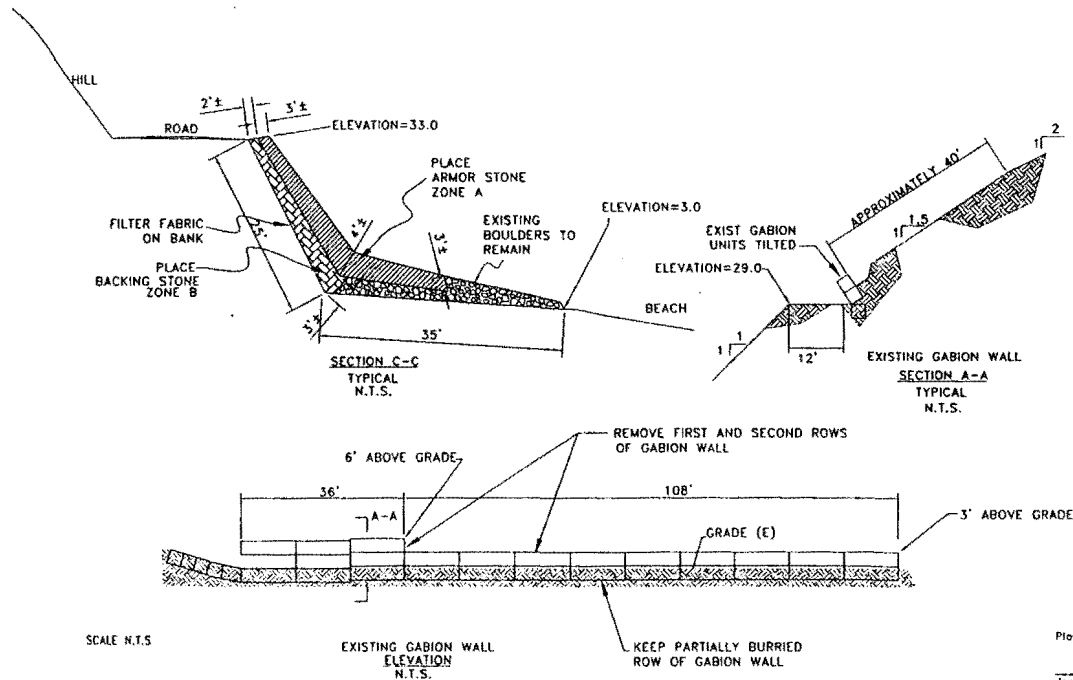 HILL
ROAD
2'±
3'±
ELEVATION=33.0
PLACE
ARMOR STONE
ZONE A
FILTER FABRIC
ON BANK
PLACE
BACKING STONE
ZONE B
4'±
3'±
EXISTING
BOULDERS TO
REMAIN
ELEVATION=3.0
BEACH
35'
SECTION C-C
TYPICAL
N.T.S.
2
1
APPROXIMATELY 40'
1.5
1
EXIST GABION
UNITS TILTED
ELEVATION=29.0
1
1
12'
EXISTING GABION WALL
SECTION A-A
TYPICAL
N.T.S.
REMOVE FIRST AND SECOND ROWS
OF GABION WALL
6' ABOVE GRADE
36'
108'
A-A
3' ABOVE GRADE
GRADE (E)
KEEP PARTIALLY BURRIED
ROW OF GABION WALL
SCALE N.T.S
EXISTING GABION WALL
ELEVATION
N.T.S.